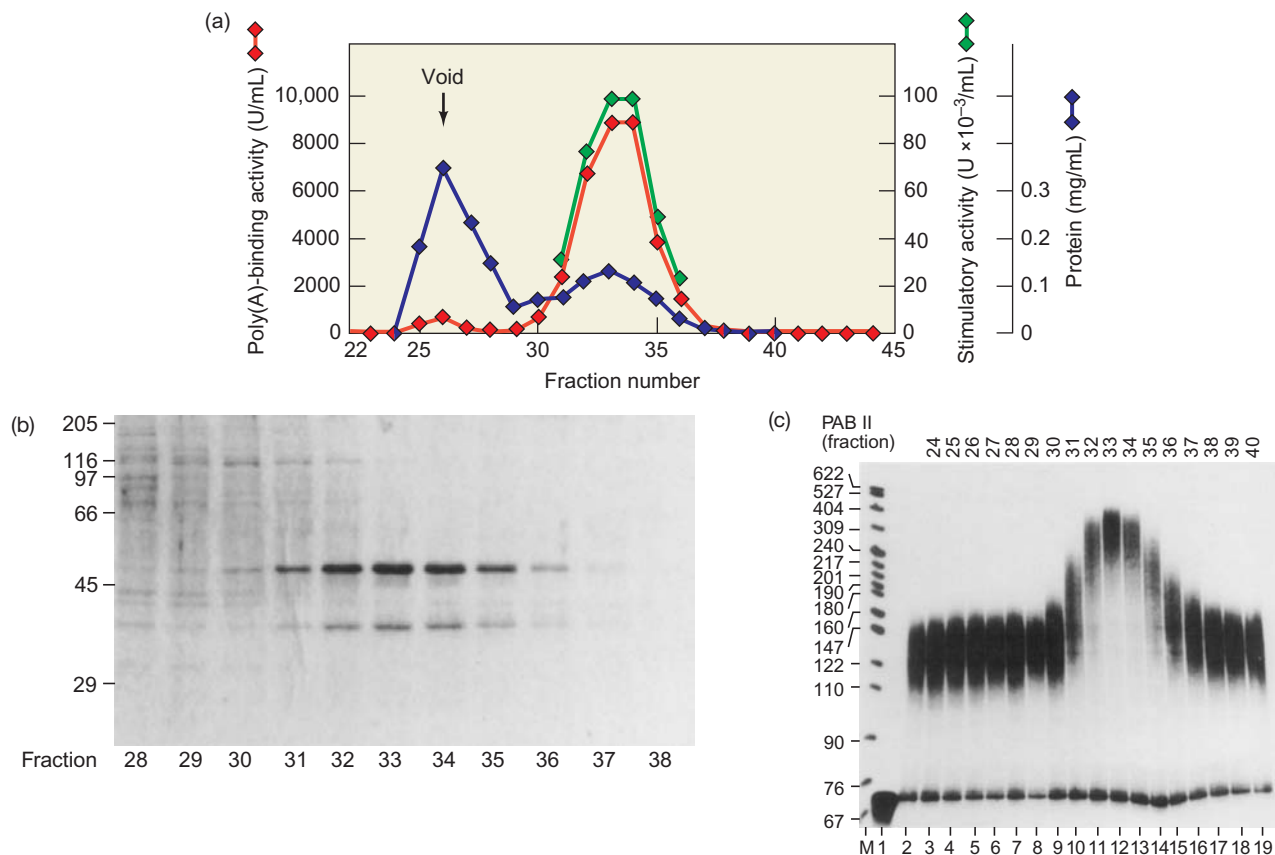 (a)
Poly(A)-binding activity (U/mL)
Void
10,000
8000
6000
4000
2000
0
22 25 30 35 40 45
Fraction number
100
80
60
40
20
0
Stimulatory activity (U ×10⁻³/mL)
0.3
0.2
0.1
0
Protein (mg/mL)
(b)
205
116
97
66
45
29
Fraction 28 29 30 31 32 33 34 35 36 37 38
(c)
PAB II
(fraction)
24 25 26 27 28 29 30 31 32 33 34 35 36 37 38 39 40
622
527
404
309
240
217
201
190
180
160
147
122
110
90
76
67
M 1 2 3 4 5 6 7 8 9 10 11 12 13 14 15 16 17 18 19